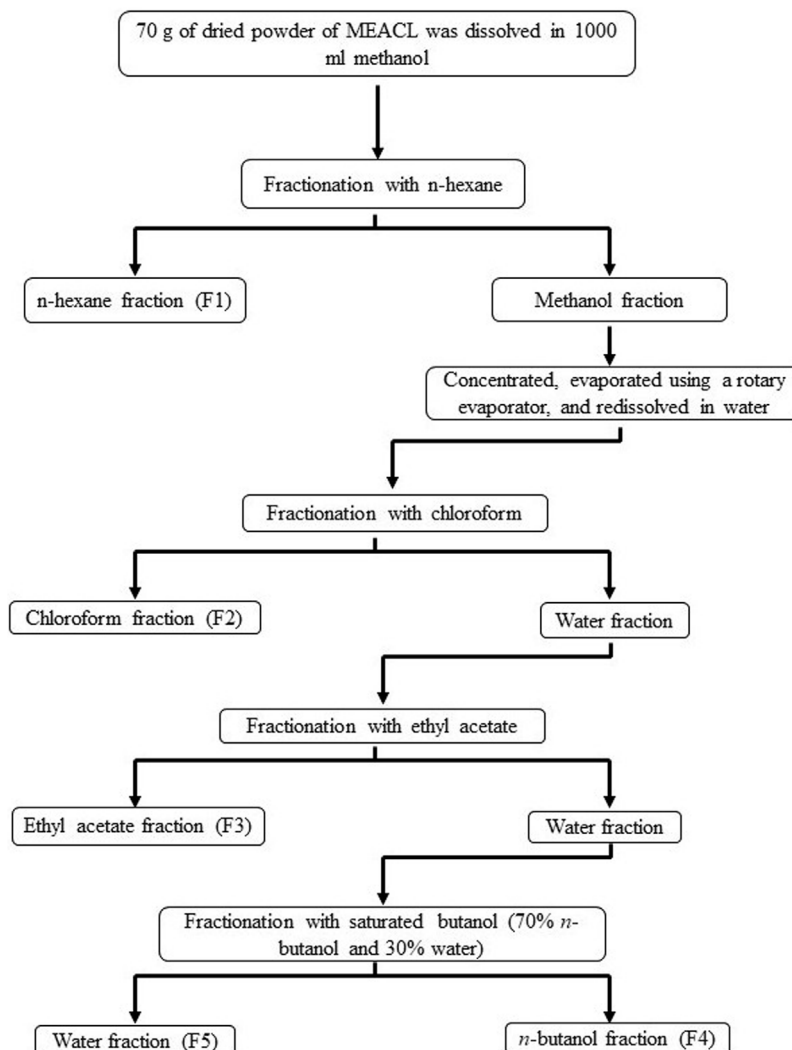 70 g of dried powder of MEACL was dissolved in 1000
ml methanol
Fractionation with n-hexane
n-hexane fraction (F1)
Methanol fraction
Concentrated, evaporated using a rotary
evaporator, and redissolved in water
Fractionation with chloroform
Chloroform fraction (F2)
Water fraction
Fractionation with ethyl acetate
Ethyl acetate fraction (F3)
Water fraction
Fractionation with saturated butanol (70% n-
butanol and 30% water)
Water fraction (F5)
n-butanol fraction (F4)